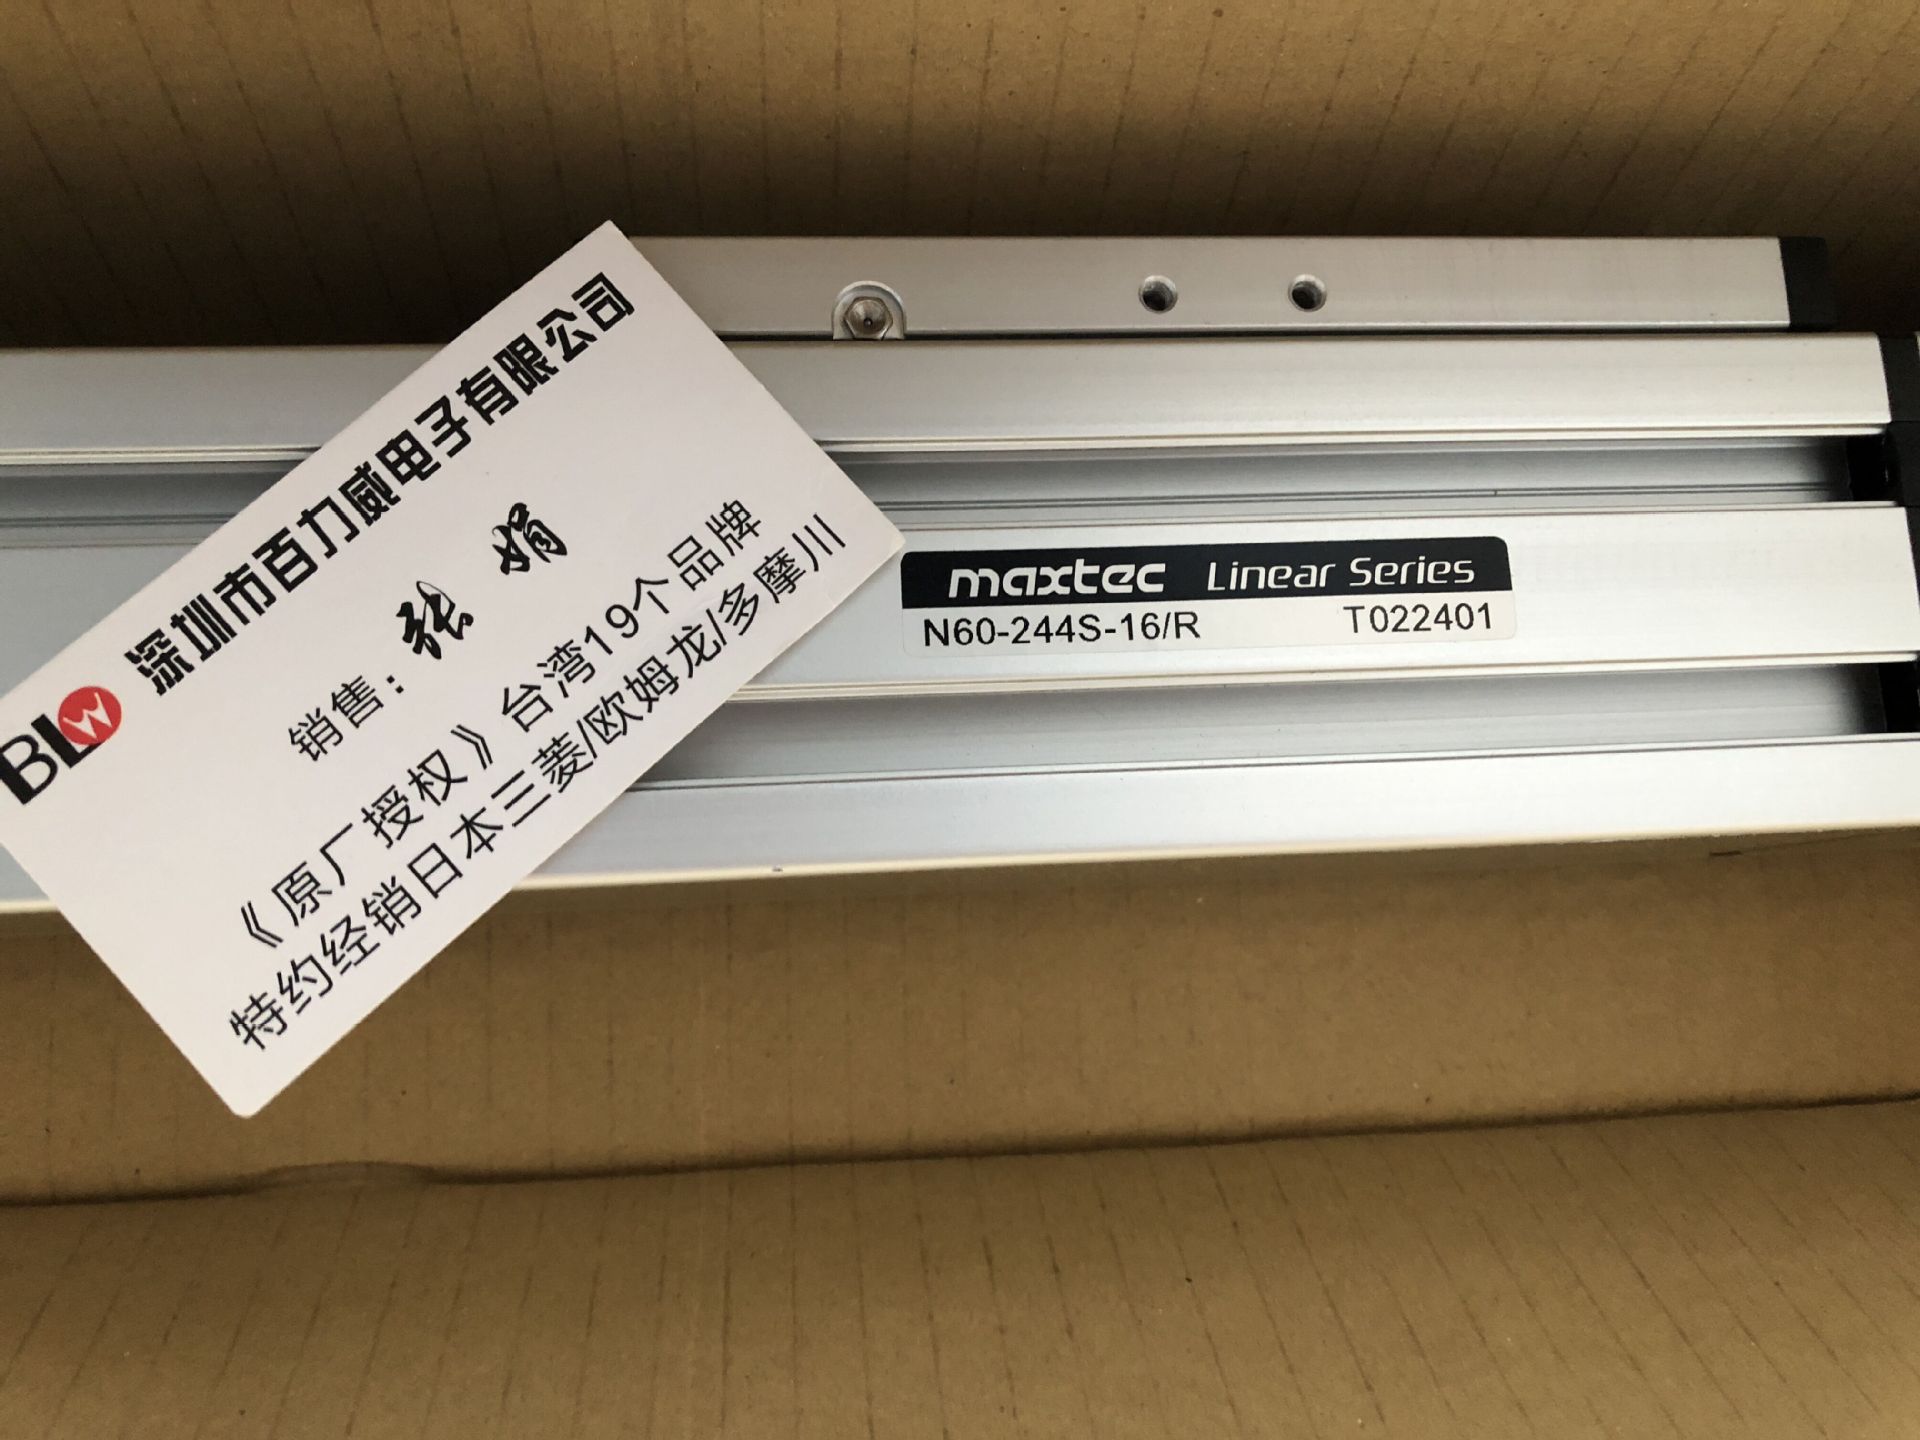 BLW 深圳市百力威电子有限公司
销售：张 娟
《原厂授权》台湾19个品牌
特约经销日本三菱/欧姆龙/多摩川
maxtec Linear Series
N60-244S-16/R T022401